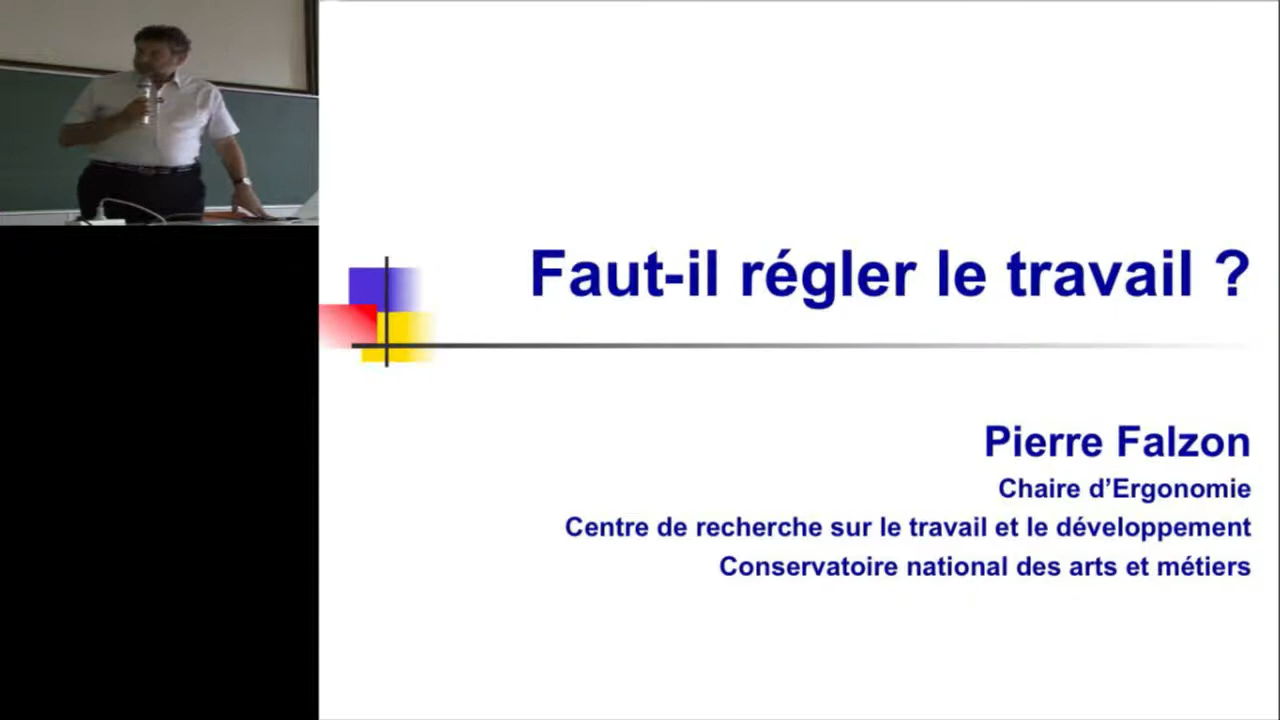 Faut-il régler le travail ?
Pierre Falzon
Chaire d’Ergonomie
Centre de recherche sur le travail et le développement
Conservatoire national des arts et métiers